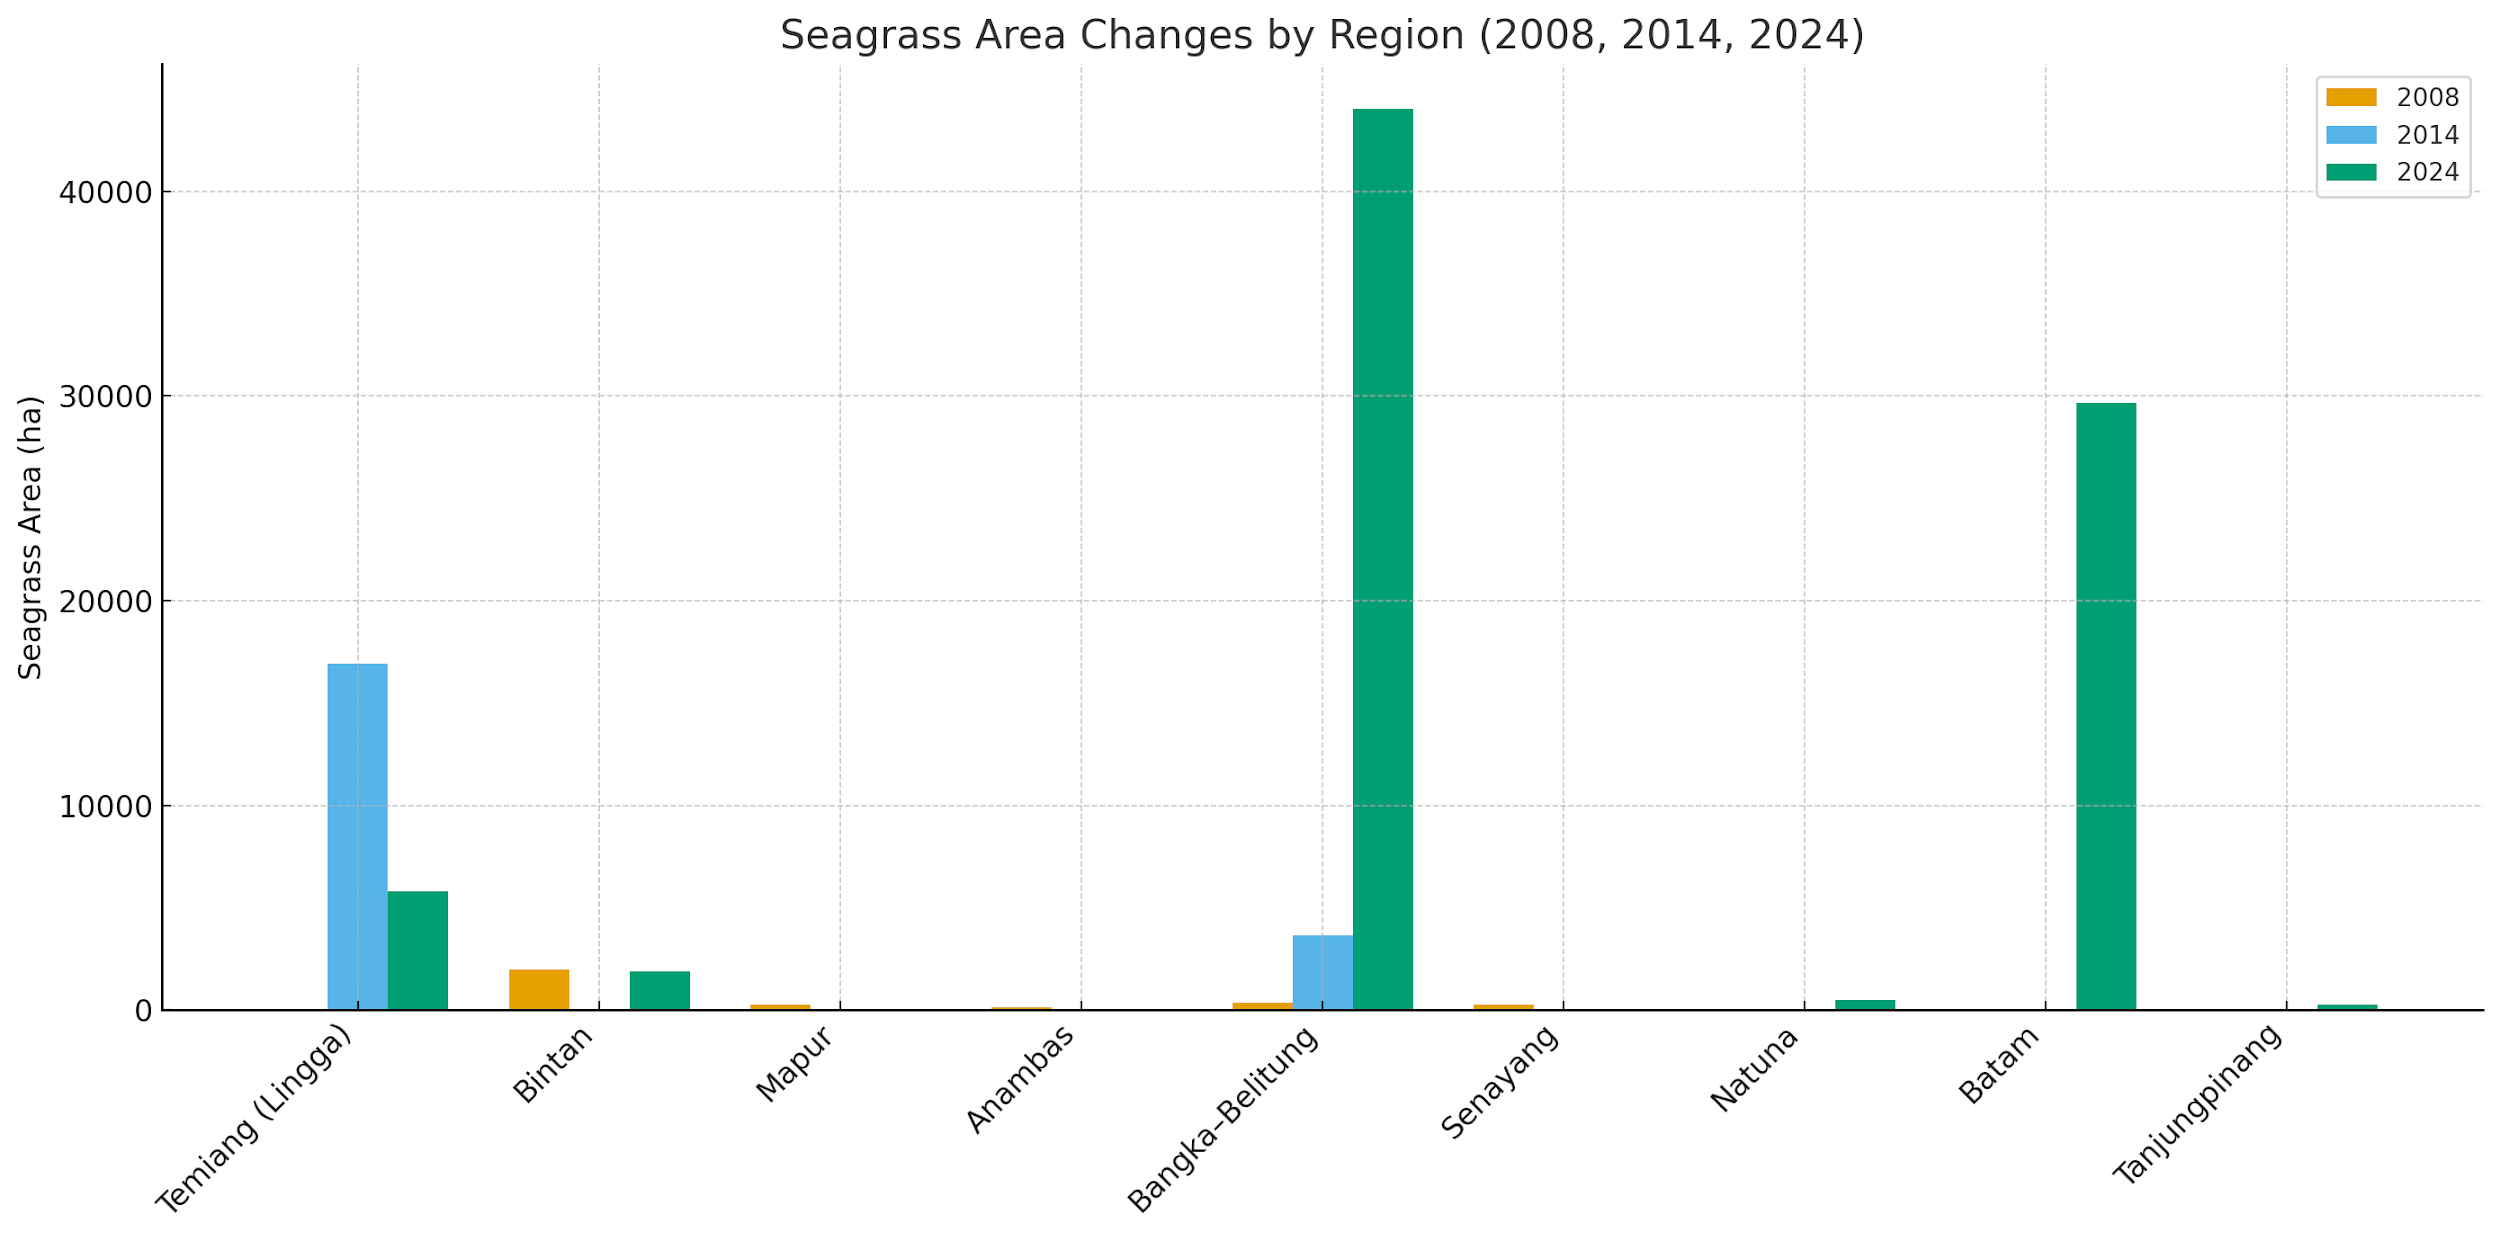 Seagrass Area Changes by Region (2008, 2014, 2024)
2008
2014
2024
Seagrass Area (ha)
40000
30000
20000
10000
0
Temiang (Lingga)
Bintan
Mapur
Anambas
Bangka–Belitung
Senayang
Natuna
Batam
Tanjungpinang